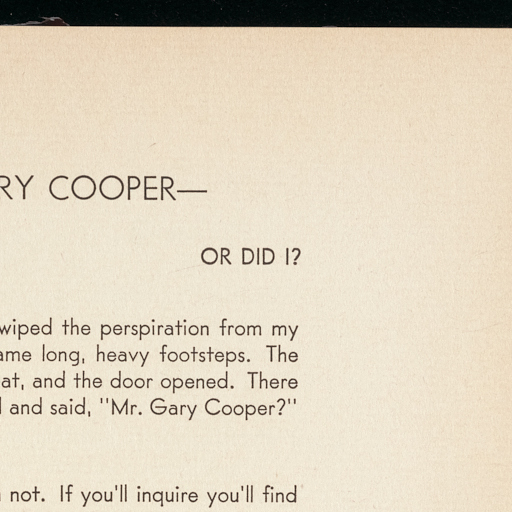 RY COOPER—
OR DID I?
wiped the perspiration from my
ame long, heavy footsteps. The
at, and the door opened. There
and said, "Mr. Gary Cooper?"
not. If you'll inquire you'll find